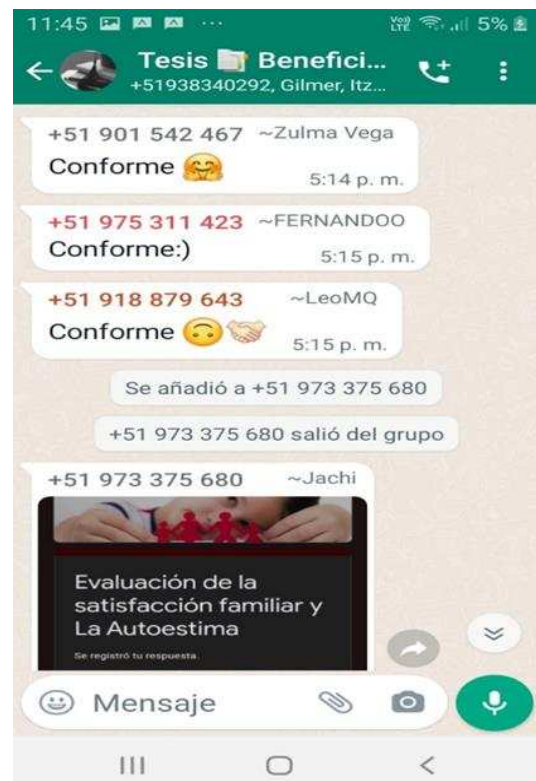 11:45
VoLTE 5%
Tesis 📑 Benefici...
+51938340292, Gilmer, Itz...
+51 901 542 467 ~Zulma Vega
Conforme 🤗
5:14 p. m.
+51 975 311 423 ~FERNANDOO
Conforme:)
5:15 p. m.
+51 918 879 643 ~LeoMQ
Conforme 🙃🤝🏻
5:15 p. m.
Se añadió a +51 973 375 680
+51 973 375 680 salió del grupo
+51 973 375 680 ~Jachi
Evaluación de la
satisfacción familiar y
La Autoestima
Se registró tu respuesta.
Mensaje